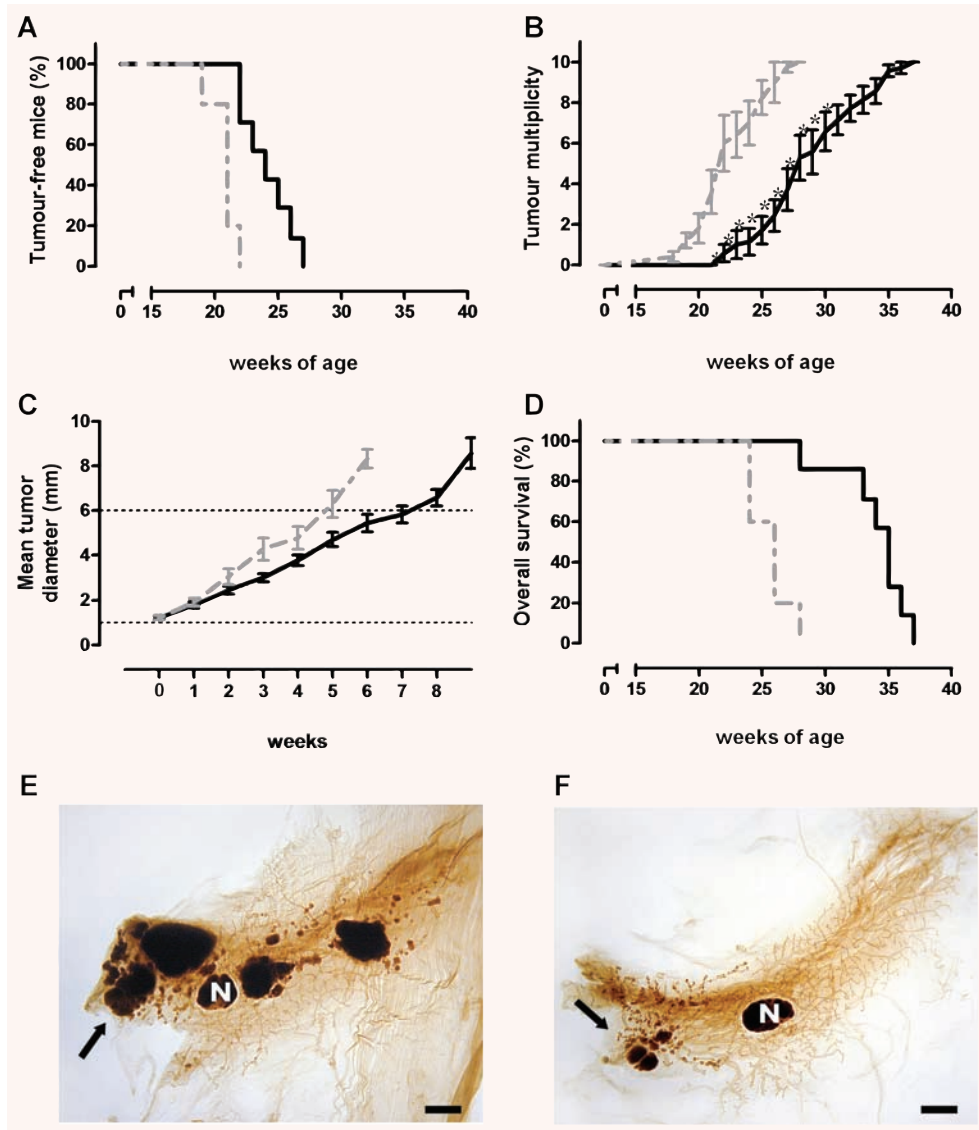 A
Tumour-free mice (%)
100
80
60
40
20
0
0 15 20 25 30 35 40
weeks of age
B
Tumour multiplicity
10
8
6
4
2
0
* * * * * * * * * *
0 15 20 25 30 35 40
weeks of age
C
Mean tumor
diameter (mm)
10
8
6
4
2
0
0 1 2 3 4 5 6 7 8
weeks
D
Overall survival (%)
100
80
60
40
20
0
0 15 20 25 30 35 40
weeks of age
E
N
F
N